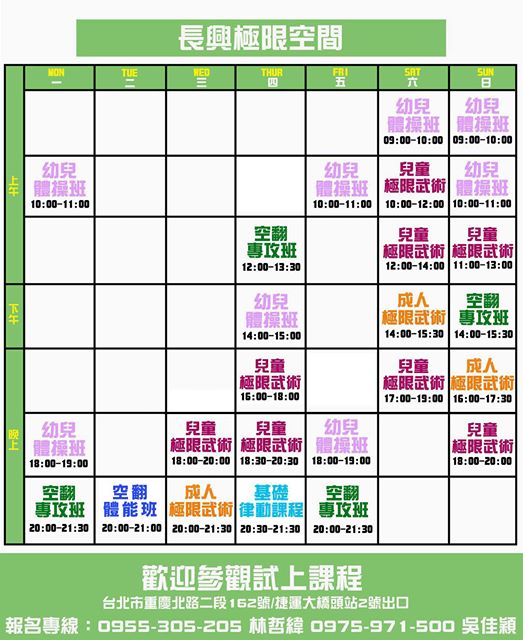 長興極限空間
MON TUE WED THUR FRI SAT SUN
一 二 三 四 五 六 日
上午
幼兒 幼兒
體操班 體操班
09:00-10:00 09:00-10:00
幼兒 幼兒 兒童 幼兒
體操班 體操班 極限武術 體操班
10:00-11:00 10:00-11:00 10:00-12:00 10:00-11:00
空翻 兒童 兒童
專攻班 極限武術 極限武術
12:00-13:30 12:00-14:00 11:00-13:00
下午
幼兒 成人 空翻
體操班 極限武術 專攻班
14:00-15:00 14:00-15:30 14:00-15:30
晚上
兒童 兒童 成人
極限武術 極限武術 極限武術
16:00-18:00 17:00-19:00 16:00-17:30
幼兒 兒童 兒童 幼兒 兒童
體操班 極限武術 極限武術 體操班 極限武術
18:00-19:00 18:00-20:00 18:30-20:30 18:00-19:00 18:00-20:00
空翻 空翻 成人 基礎 空翻
專攻班 體能班 極限武術 律動課程 專攻班
20:00-21:30 20:00-21:00 20:00-21:30 20:30-21:30 20:00-21:30
歡迎參觀試上課程
台北市重慶北路二段162號/捷運大橋頭站2號出口
報名專線：0955-305-205 林哲緯 0975-971-500 吳佳穎